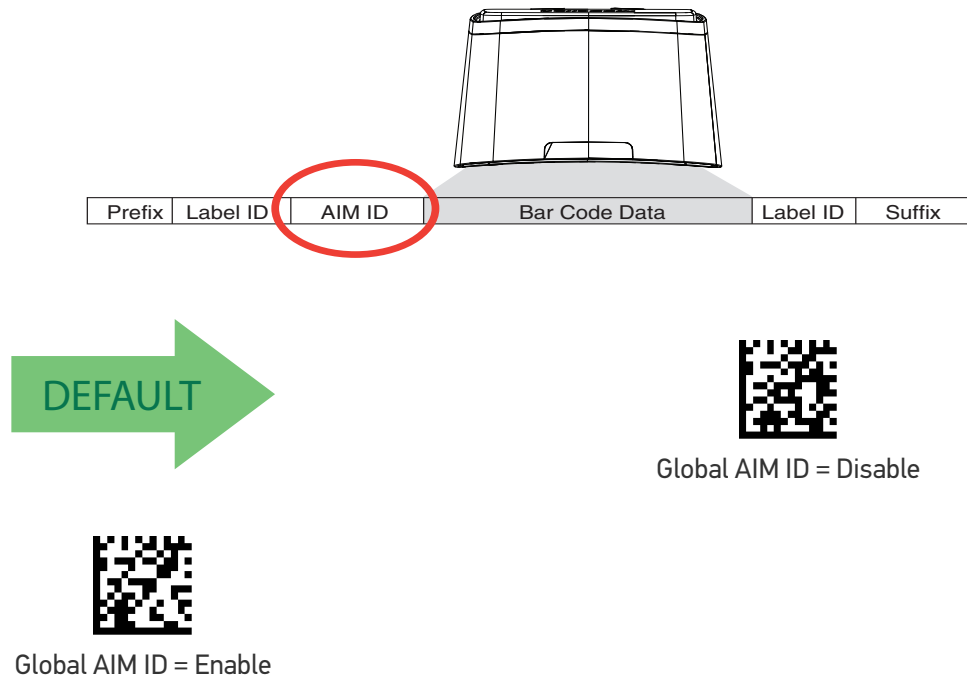 Prefix Label ID AIM ID Bar Code Data Label ID Suffix
DEFAULT
Global AIM ID = Disable
Global AIM ID = Enable